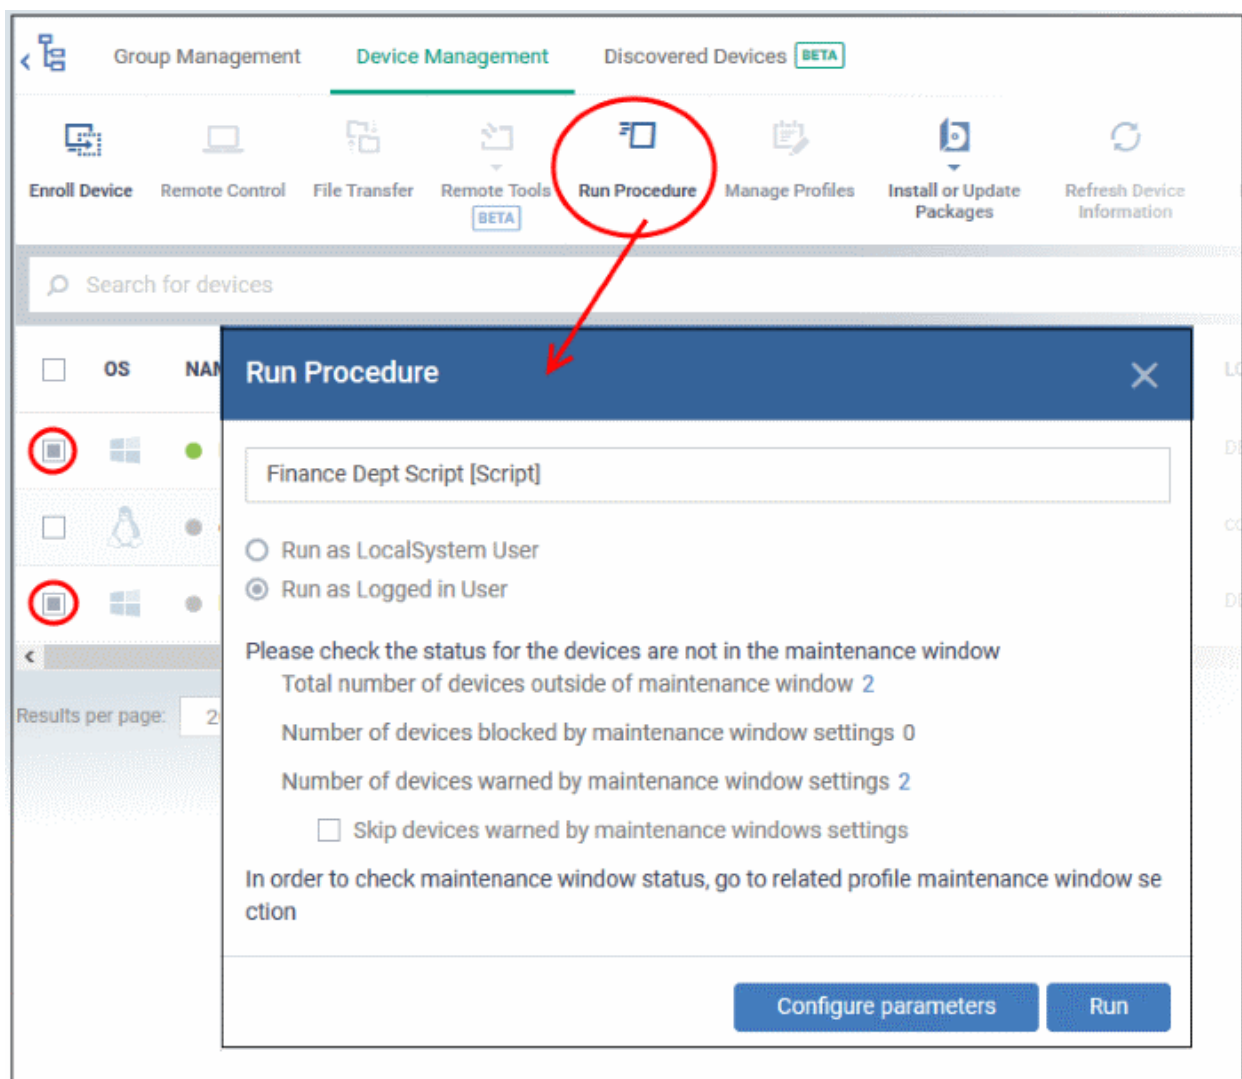 Group Management
Device Management
Discovered Devices BETA
Enroll Device
Remote Control
File Transfer
Remote Tools
BETA
Run Procedure
Manage Profiles
Install or Update
Packages
Refresh Device
Information
Search for devices
OS
Run Procedure
Finance Dept Script [Script]
Run as LocalSystem User
Run as Logged in User
Please check the status for the devices are not in the maintenance window
Total number of devices outside of maintenance window 2
Number of devices blocked by maintenance window settings 0
Number of devices warned by maintenance window settings 2
Skip devices warned by maintenance windows settings
In order to check maintenance window status, go to related profile maintenance window se
ction
Results per page:
Configure parameters
Run